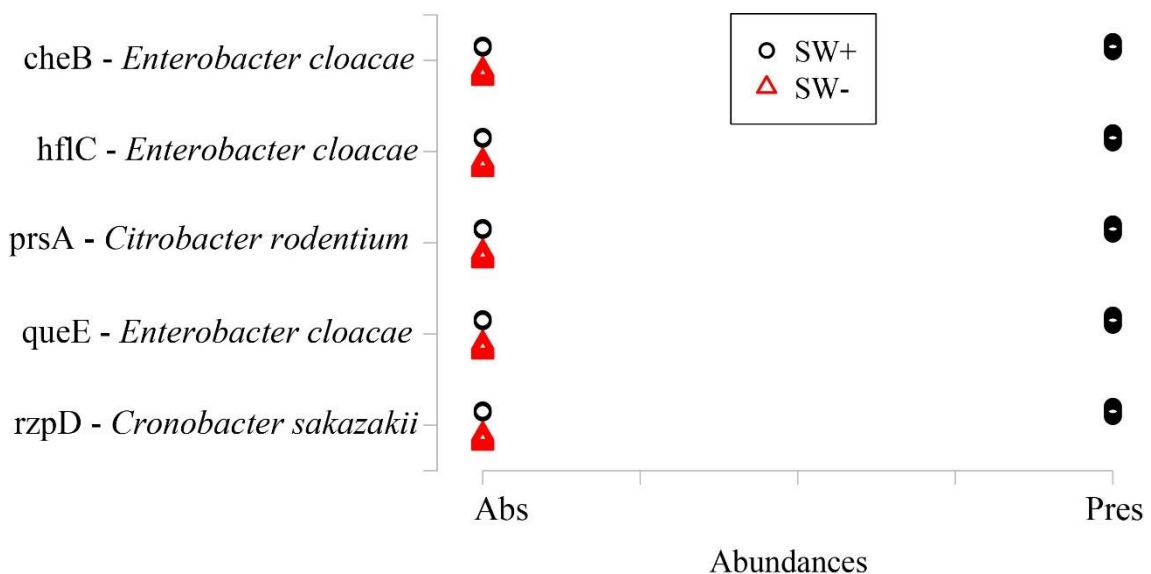 cheB - Enterobacter cloacae
hflC - Enterobacter cloacae
prsA - Citrobacter rodentium
queE - Enterobacter cloacae
rzpD - Cronobacter sakazakii
SW+
SW-
Abs
Pres
Abundances